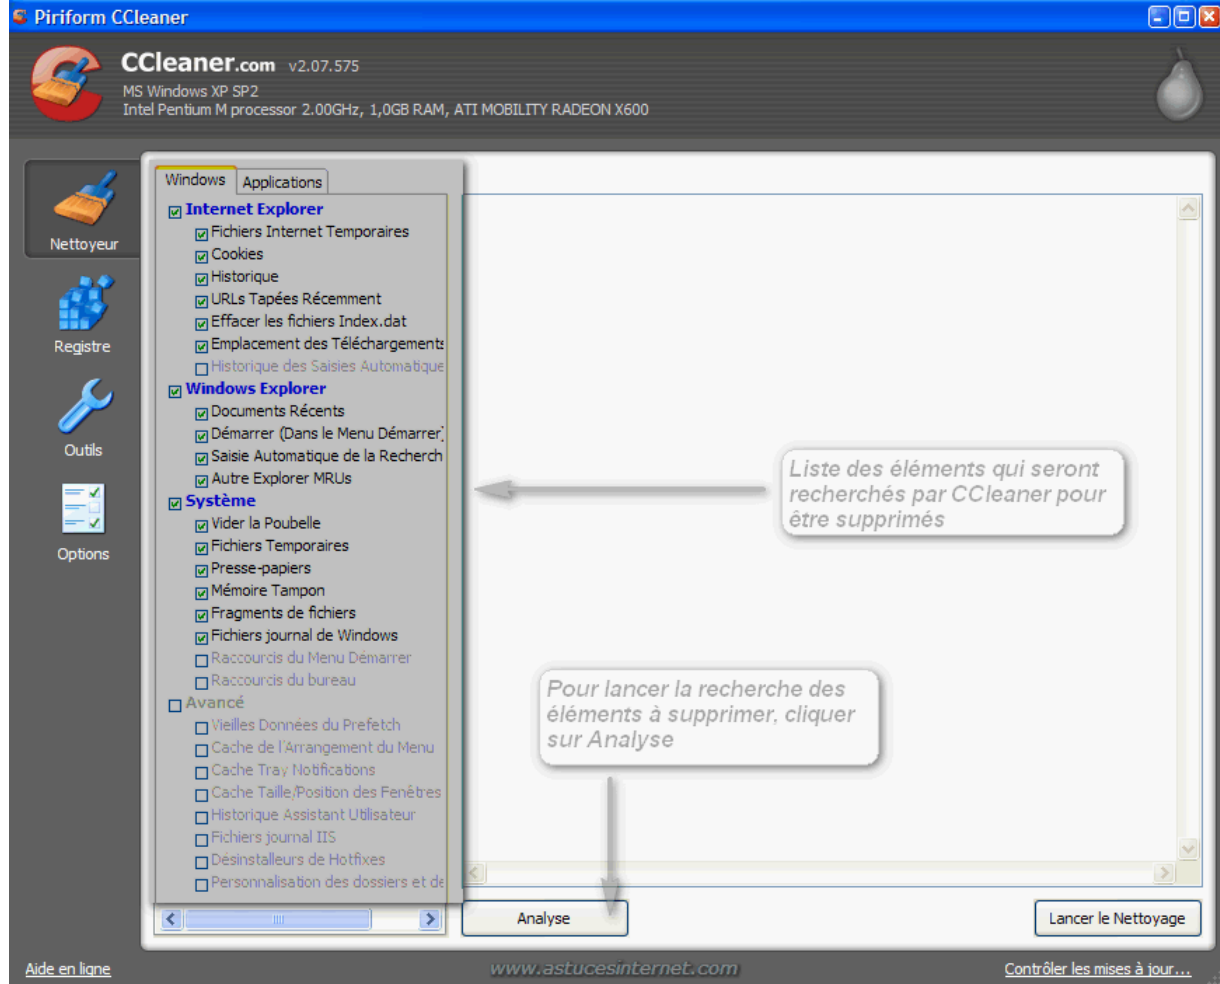 Piriform CCleaner
CCleaner.com v2.07.575
MS Windows XP SP2
Intel Pentium M processor 2.00GHz, 1,0GB RAM, ATI MOBILITY RADEON X600
Nettoyeur
Registre
Outils
Options
Windows Applications
Internet Explorer
Fichiers Internet Temporaires
Cookies
Historique
URLs Tapées Récemment
Effacer les fichiers Index.dat
Emplacement des Téléchargements
Historique des Saisies Automatique
Windows Explorer
Documents Récents
Démarrer (Dans le Menu Démarrer)
Saisie Automatique de la Recherch
Autre Explorer MRUs
Système
Vider la Poubelle
Fichiers Temporaires
Presse-papiers
Mémoire Tampon
Fragments de fichiers
Fichiers journal de Windows
Raccourcis du Menu Démarrer
Raccourcis du bureau
Avancé
Vieilles Données du Prefetch
Cache de l'Arrangement du Menu
Cache Tray Notifications
Cache Taille/Position des Fenêtres
Historique Assistant Utilisateur
Fichiers journal IIS
Désinstalleurs de Hotfixes
Personnalisation des dossiers et de
Liste des éléments qui seront
recherchés par CCleaner pour
être supprimés
Pour lancer la recherche des
éléments à supprimer, cliquer
sur Analyse
Analyse
Lancer le Nettoyage
Aide en ligne
www.astucesinternet.com
Contrôler les mises à jour...